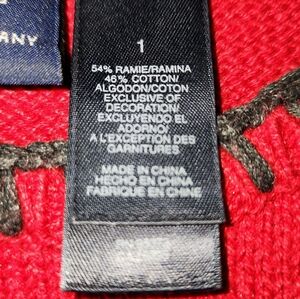 ANY
1
54% RAMIE/RAMINA
46% COTTON/
ALGODON/COTON
EXCLUSIVE OF
DECORATION/
EXCLUYENDO EL
ADORNO/
A L'EXCEPTION DES
GARNITURES
MADE IN CHINA
HECHO EN CHINA
FABRIQUE EN CHINE